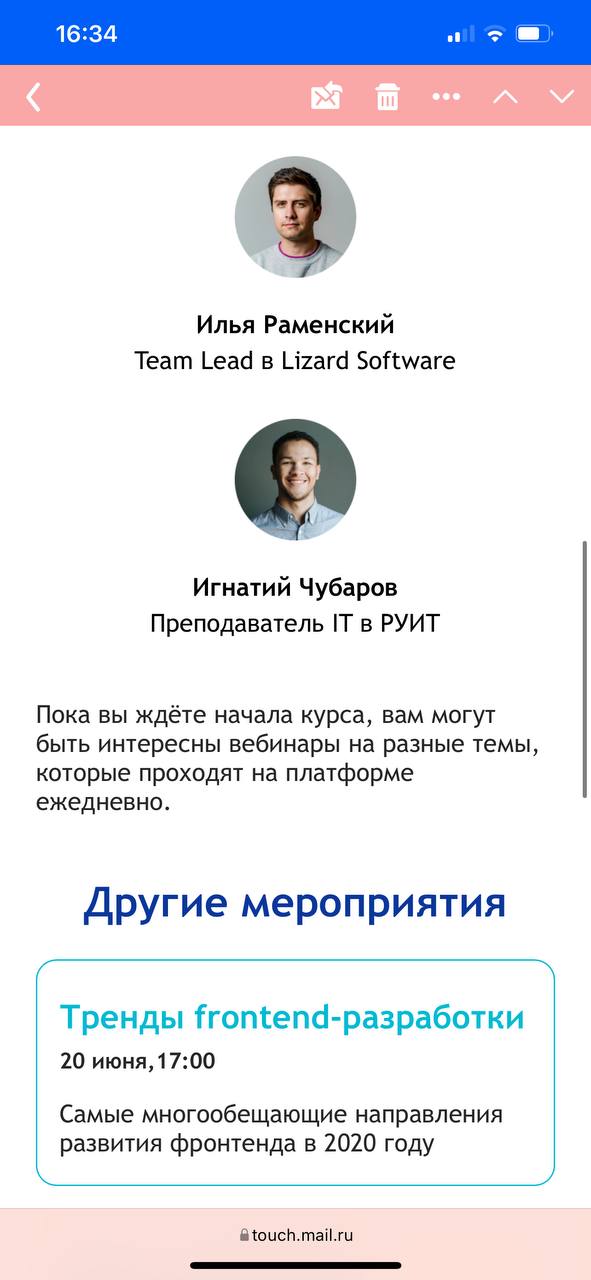 16:34
Илья Раменский
Team Lead в Lizard Software
Игнатий Чубаров
Преподаватель IT в РУИТ
Пока вы ждёте начала курса, вам могут
быть интересны вебинары на разные темы,
которые проходят на платформе
ежедневно.
Другие мероприятия
Тренды frontend-разработки
20 июня,17:00
Самые многообещающие направления
развития фронтенда в 2020 году
touch.mail.ru